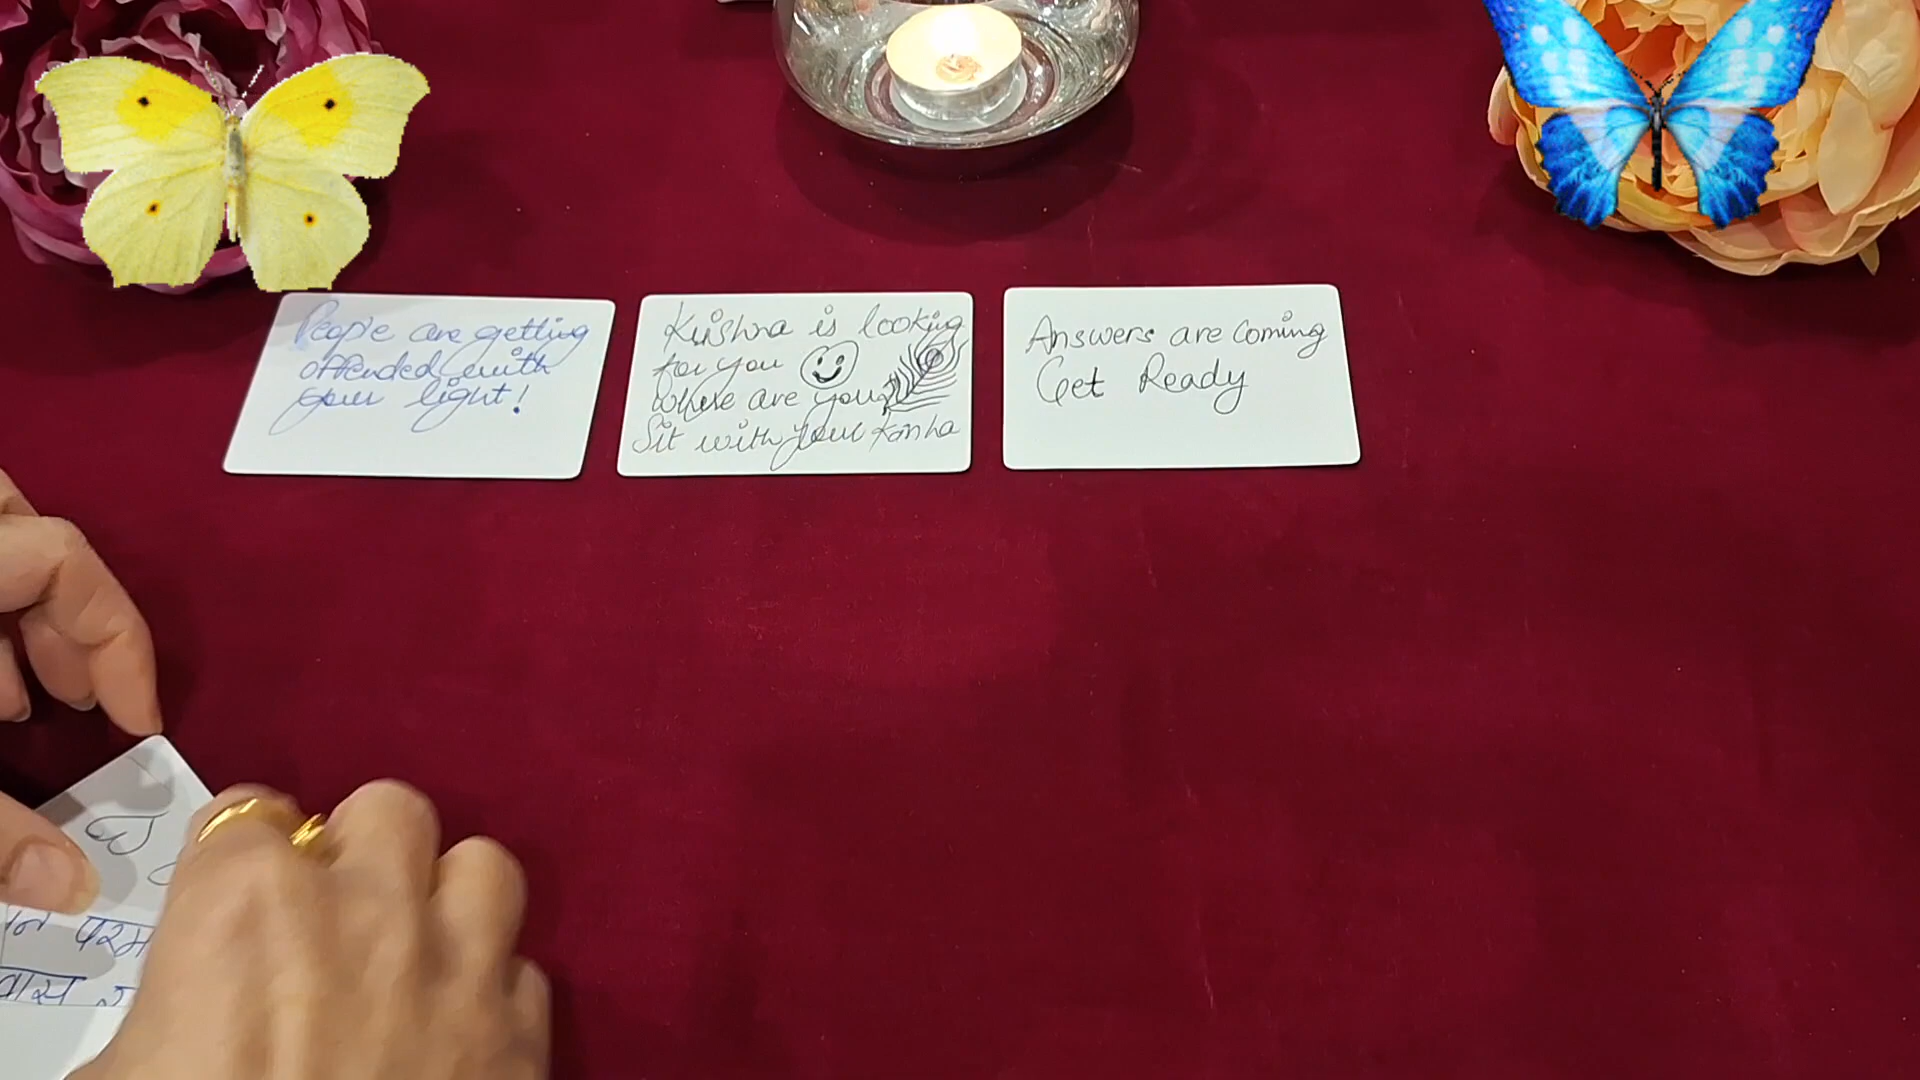 People are getting
offended with
your light!
Krishna is looking
for you
Where are you?
Sit with your Kanha
Answers are coming
Get Ready